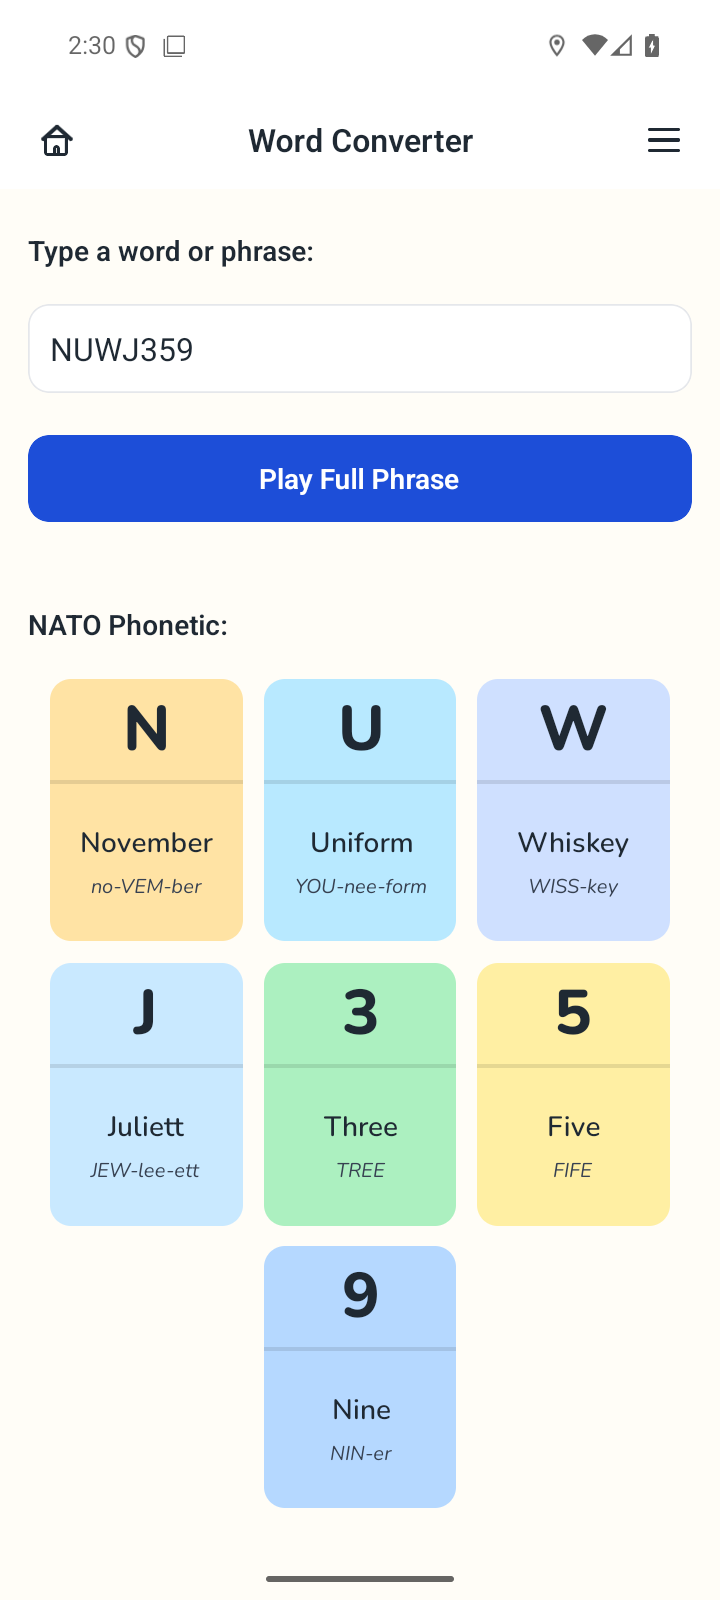 2:30
Word Converter
Type a word or phrase:
NUWJ359
Play Full Phrase
NATO Phonetic:
N U W
November Uniform Whiskey
no-VEM-ber YOU-nee-form WISS-key
J 3 5
Juliett Three Five
JEW-lee-ett TREE FIFE
9
Nine
NIN-er